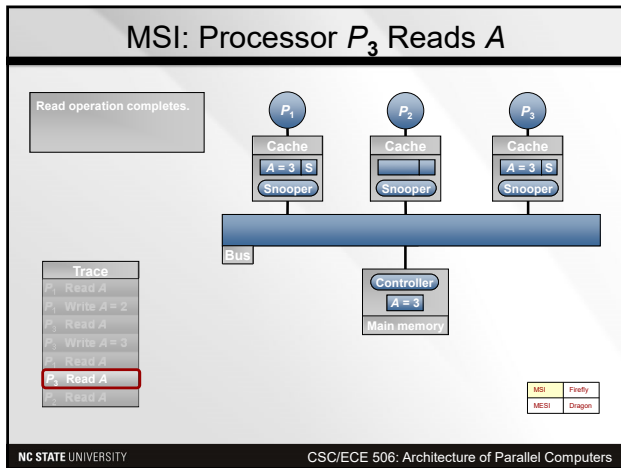 MSI: Processor P3 Reads A
Read operation completes.
P1
P2
P3
Cache
Cache
Cache
A = 3 S
A = 3 S
Snooper
Snooper
Snooper
Bus
Trace
P1 Read A
P1 Write A = 2
P3 Read A
P3 Write A = 3
P1 Read A
P3 Read A
P2 Read A
Controller
A = 3
Main memory
MSI Firefly
MESI Dragon
NC STATE UNIVERSITY
CSC/ECE 506: Architecture of Parallel Computers